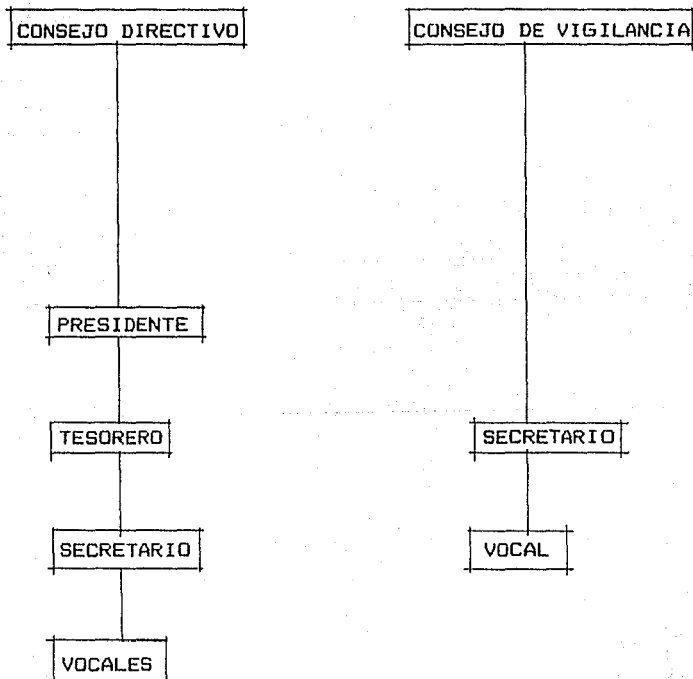 CONSEJO DIRECTIVO
CONSEJO DE VIGILANCIA
PRESIDENTE
TESORERO
SECRETARIO
SECRETARIO
VOCAL
VOCALES